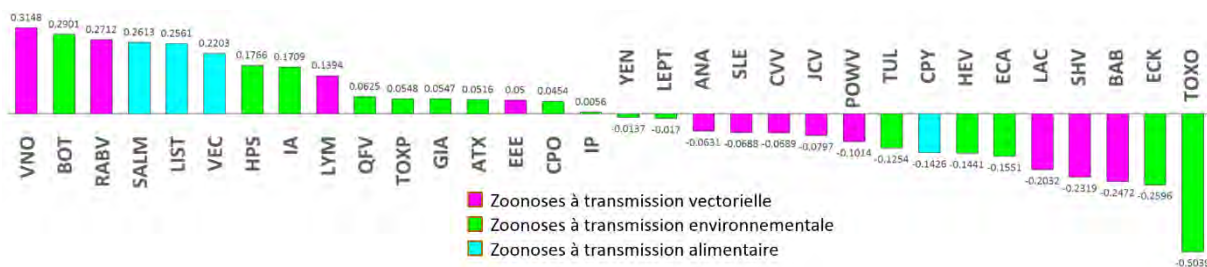 0.3148 0.2901 0.2712 0.2613 0.2561 0.2203 0.1766 0.1709 0.1394 0.0625 0.0548 0.0547 0.0516 0.05 0.0454 0.0056
YEN LEPT ANA SLE CVV JCV POWV TUL CPY HEV ECA LAC SHV BAB ECK TOXO
VNO BOT RABV SALM LIST VEC HPS IA LYM QFV TOXP GIA ATX EEE CPO IP
-0.0137 -0.017 -0.0631 -0.0688 -0.0689 -0.0797 -0.1014 -0.1254 -0.1426 -0.1441 -0.1551 -0.2032 -0.2319 -0.2472 -0.2596 -0.5039
Zoonoses à transmission vectorielle
Zoonoses à transmission environnementale
Zoonoses à transmission alimentaire